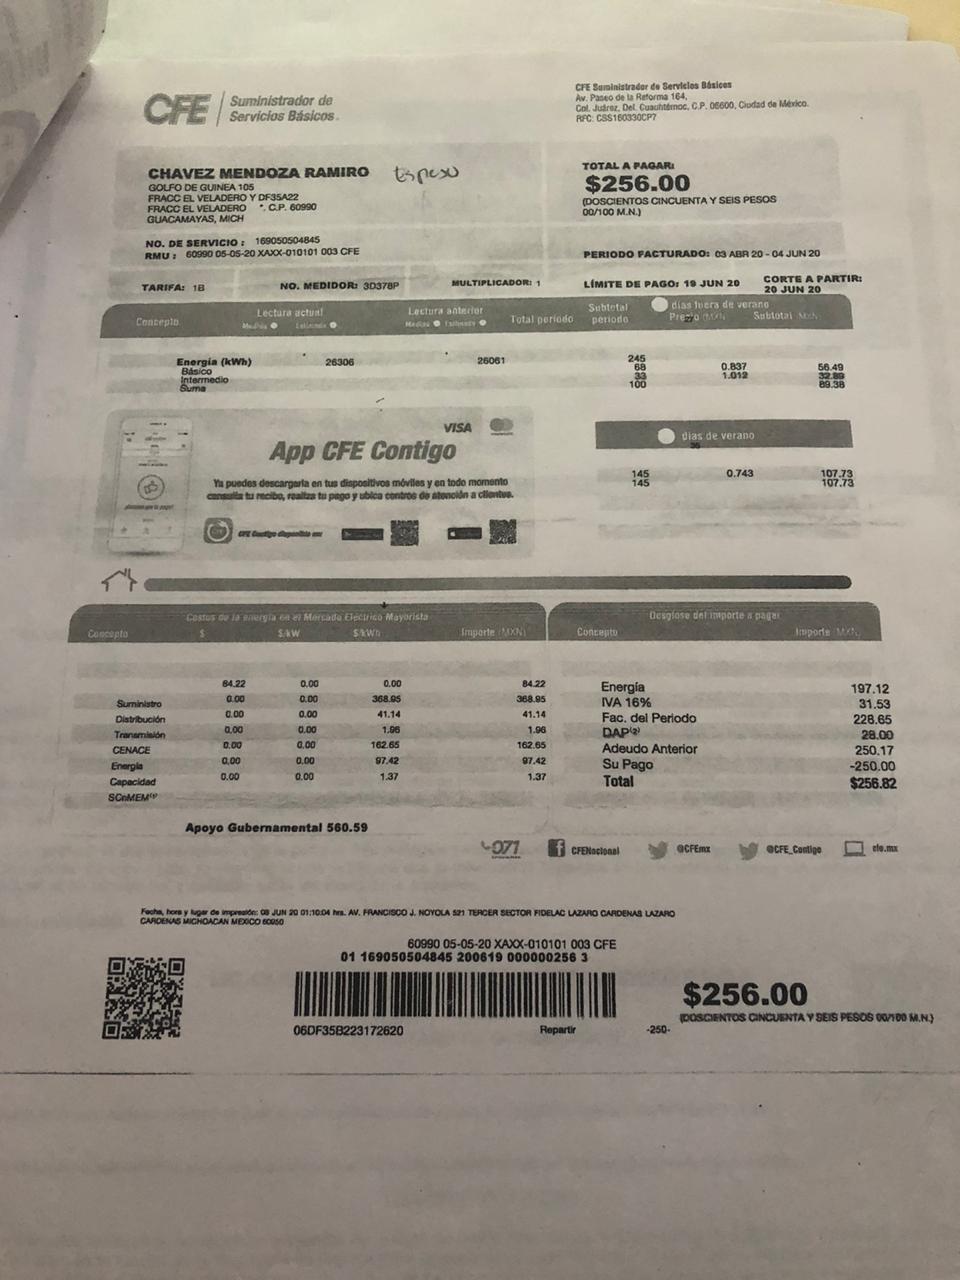 CFE
Suministrador de
Servicios Básicos.
CFE Suministrador de Servicios Básicos
Av. Paseo de la Reforma 164,
Col. Juárez, Del. Cuauhtémoc, C.P. 06600, Ciudad de México.
RFC: CSS160330CP7
CHAVEZ MENDOZA RAMIRO esposo
GOLFO DE GUINEA 105
FRACC EL VELADERO Y DF35A22
FRACC EL VELADERO *. C.P. 60990
GUACAMAYAS, MICH
TOTAL A PAGAR:
$256.00
(DOSCIENTOS CINCUENTA Y SEIS PESOS
00/100 M.N.)
NO. DE SERVICIO : 169050504845
RMU : 60990 05-05-20 XAXX-010101 003 CFE
PERIODO FACTURADO: 03 ABR 20 - 04 JUN 20
TARIFA: 1B NO. MEDIDOR: 3D378P MULTIPLICADOR: 1 LÍMITE DE PAGO: 19 JUN 20 CORTE A PARTIR:
20 JUN 20
Concepto Lectura actual Lectura anterior Total periodo Subtotal periodo días fuera de verano
Medida Estimada Medida Estimada Precio (MXN) Subtotal (MXN)
Energía (kWh) 26306 26061 245
Básico 68 0.837 56.49
Intermedio 33 1.012 32.89
Suma 100 89.38
VISA
App CFE Contigo
Ya puedes descargarla en tus dispositivos móviles y en todo momento
consulta tu recibo, realiza tu pago y ubica centros de atención a clientes.
CFE Contigo disponible en:
días de verano
145 0.743 107.73
145 107.73
Costos de la energía en el Mercado Eléctrico Mayorista
Concepto $ $/kW $/kWh Importe (MXN)
84.22 0.00 0.00 84.22
Suministro 0.00 0.00 368.95 368.95
Distribución 0.00 0.00 41.14 41.14
Transmisión 0.00 0.00 1.96 1.96
CENACE 0.00 0.00 162.65 162.65
Energía 0.00 0.00 97.42 97.42
Capacidad 0.00 0.00 1.37 1.37
SCnMEM(1)
Desglose del importe a pagar
Concepto Importe (MXN)
Energía 197.12
IVA 16% 31.53
Fac. del Periodo 228.65
DAP(2) 28.00
Adeudo Anterior 250.17
Su Pago -250.00
Total $256.82
Apoyo Gubernamental 560.59
071 CFENacional @CFEmx @CFE_Contigo cfe.mx
Fecha, hora y lugar de impresión: 08 JUN 20 01:10:04 hrs. AV. FRANCISCO J. NOYOLA 521 TERCER SECTOR FIDELAC LAZARO CARDENAS LAZARO
CARDENAS MICHOACAN MEXICO 60950
60990 05-05-20 XAXX-010101 003 CFE
01 169050504845 200619 000000256 3
06DF35B223172620 Repartir -250-
$256.00
(DOSCIENTOS CINCUENTA Y SEIS PESOS 00/100 M.N.)